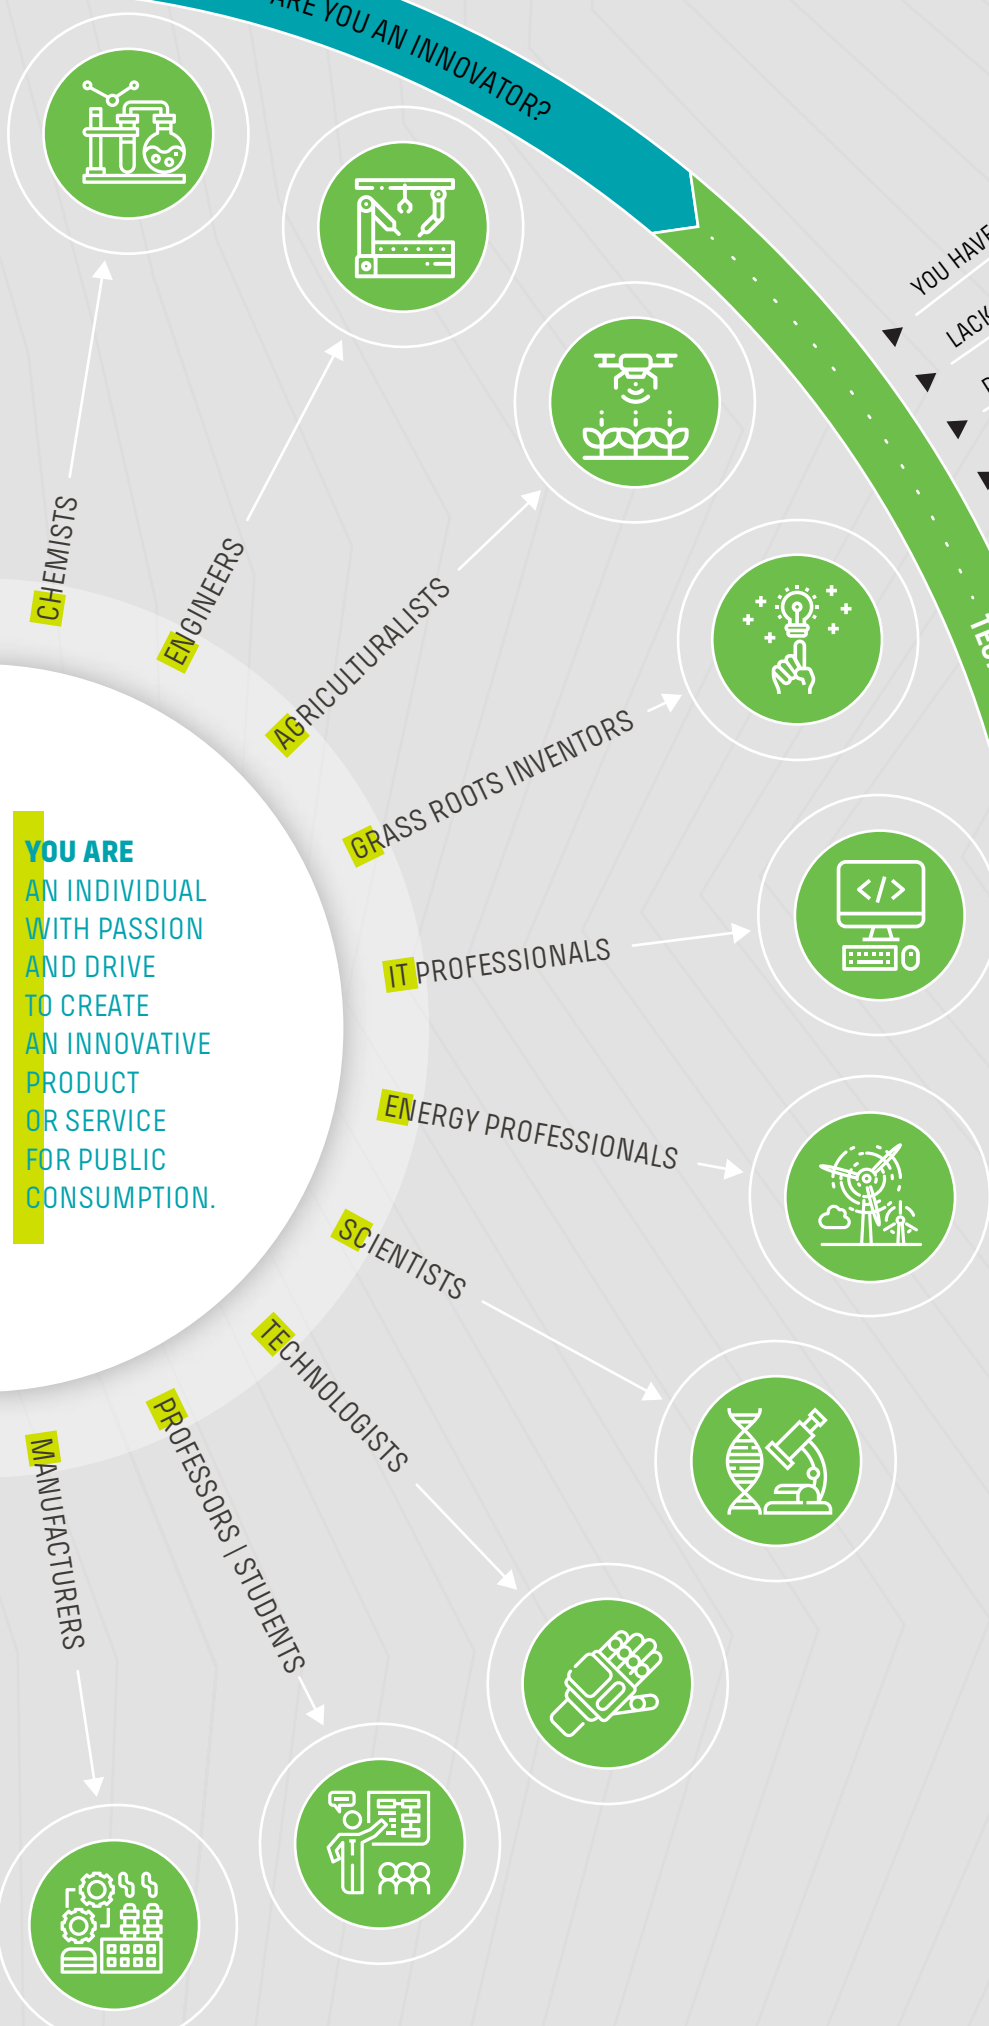 ARE YOU AN INNOVATOR?
YOU HAVE
LACK
CHEMISTS
ENGINEERS
AGRICULTURALISTS
GRASS ROOTS INVENTORS
IT PROFESSIONALS
ENERGY PROFESSIONALS
SCIENTISTS
TECHNOLOGISTS
PROFESSORS | STUDENTS
MANUFACTURERS
YOU ARE
AN INDIVIDUAL
WITH PASSION
AND DRIVE
TO CREATE
AN INNOVATIVE
PRODUCT
OR SERVICE
FOR PUBLIC
CONSUMPTION.